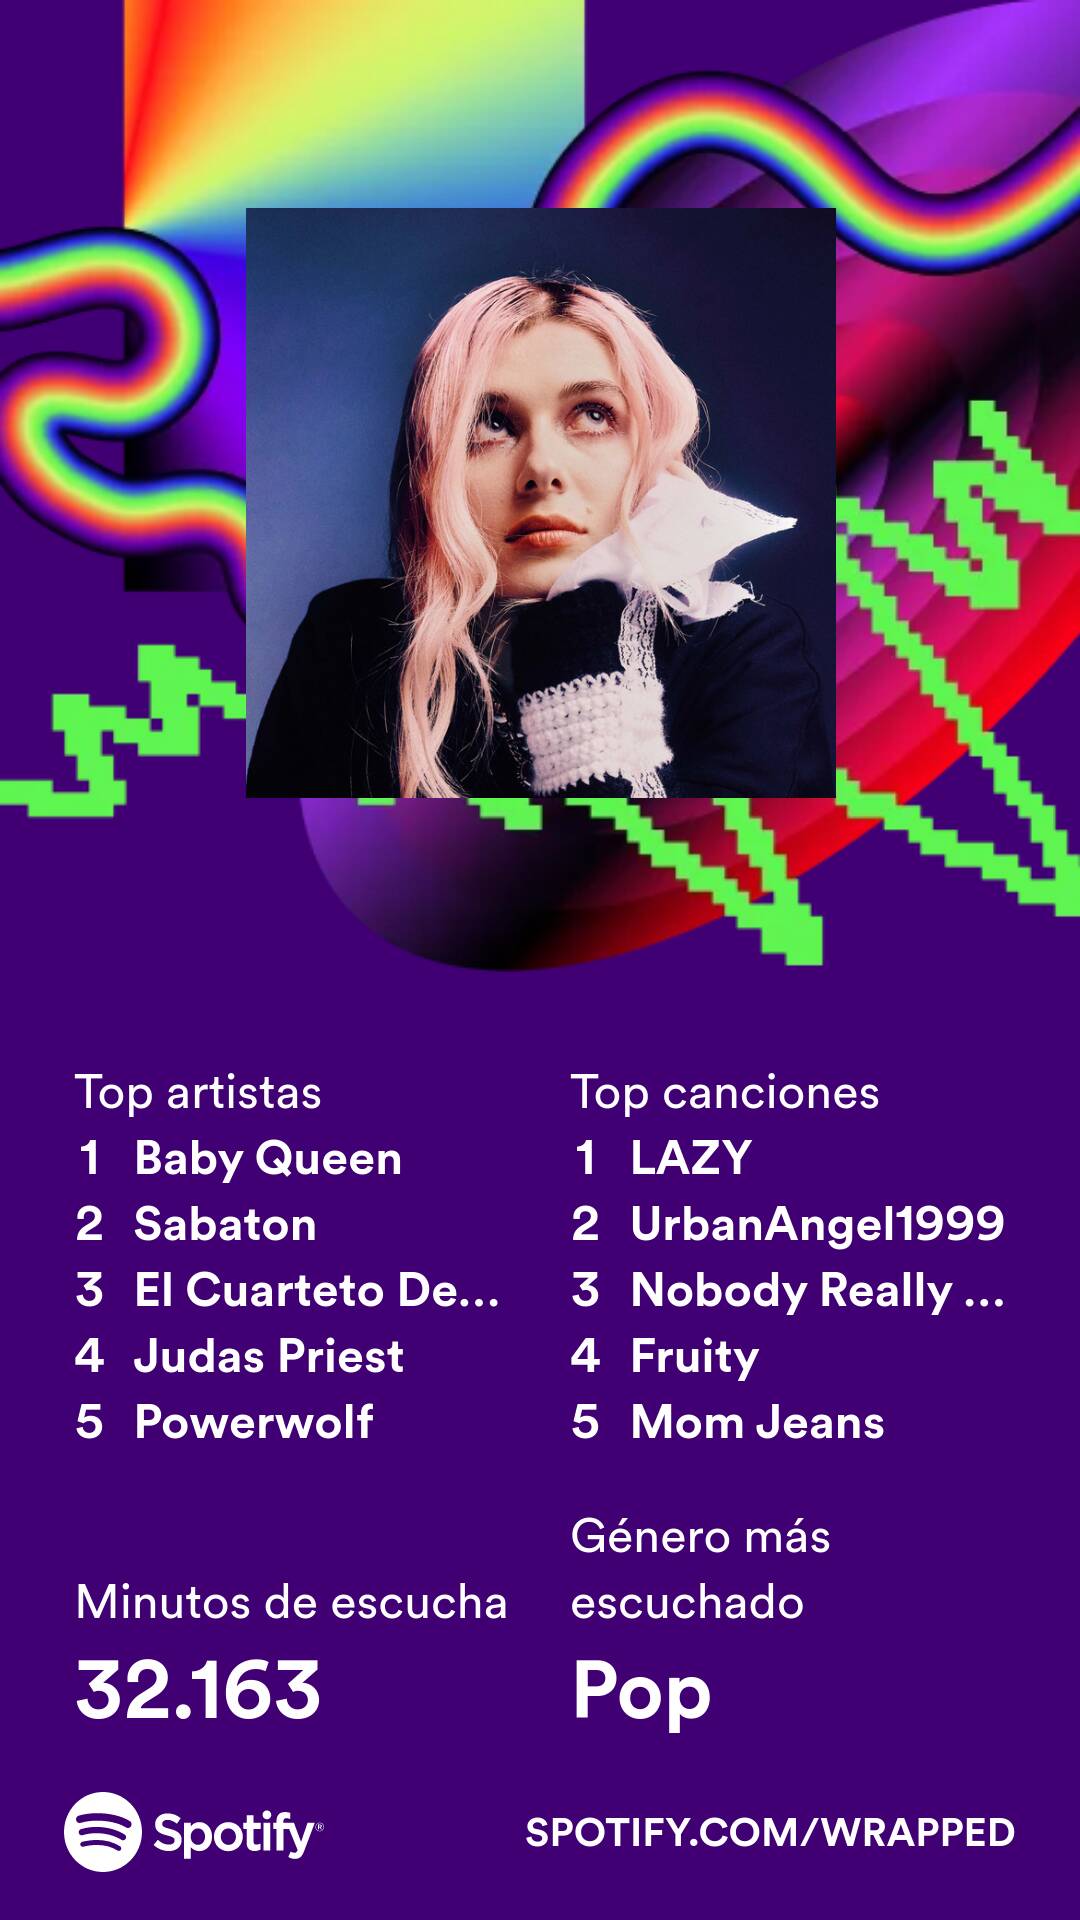 Top artistas
1 Baby Queen
2 Sabaton
3 El Cuarteto De...
4 Judas Priest
5 Powerwolf
Top canciones
1 LAZY
2 UrbanAngel1999
3 Nobody Really ...
4 Fruity
5 Mom Jeans
Minutos de escucha
32.163
Género más
escuchado
Pop
Spotify®
SPOTIFY.COM/WRAPPED